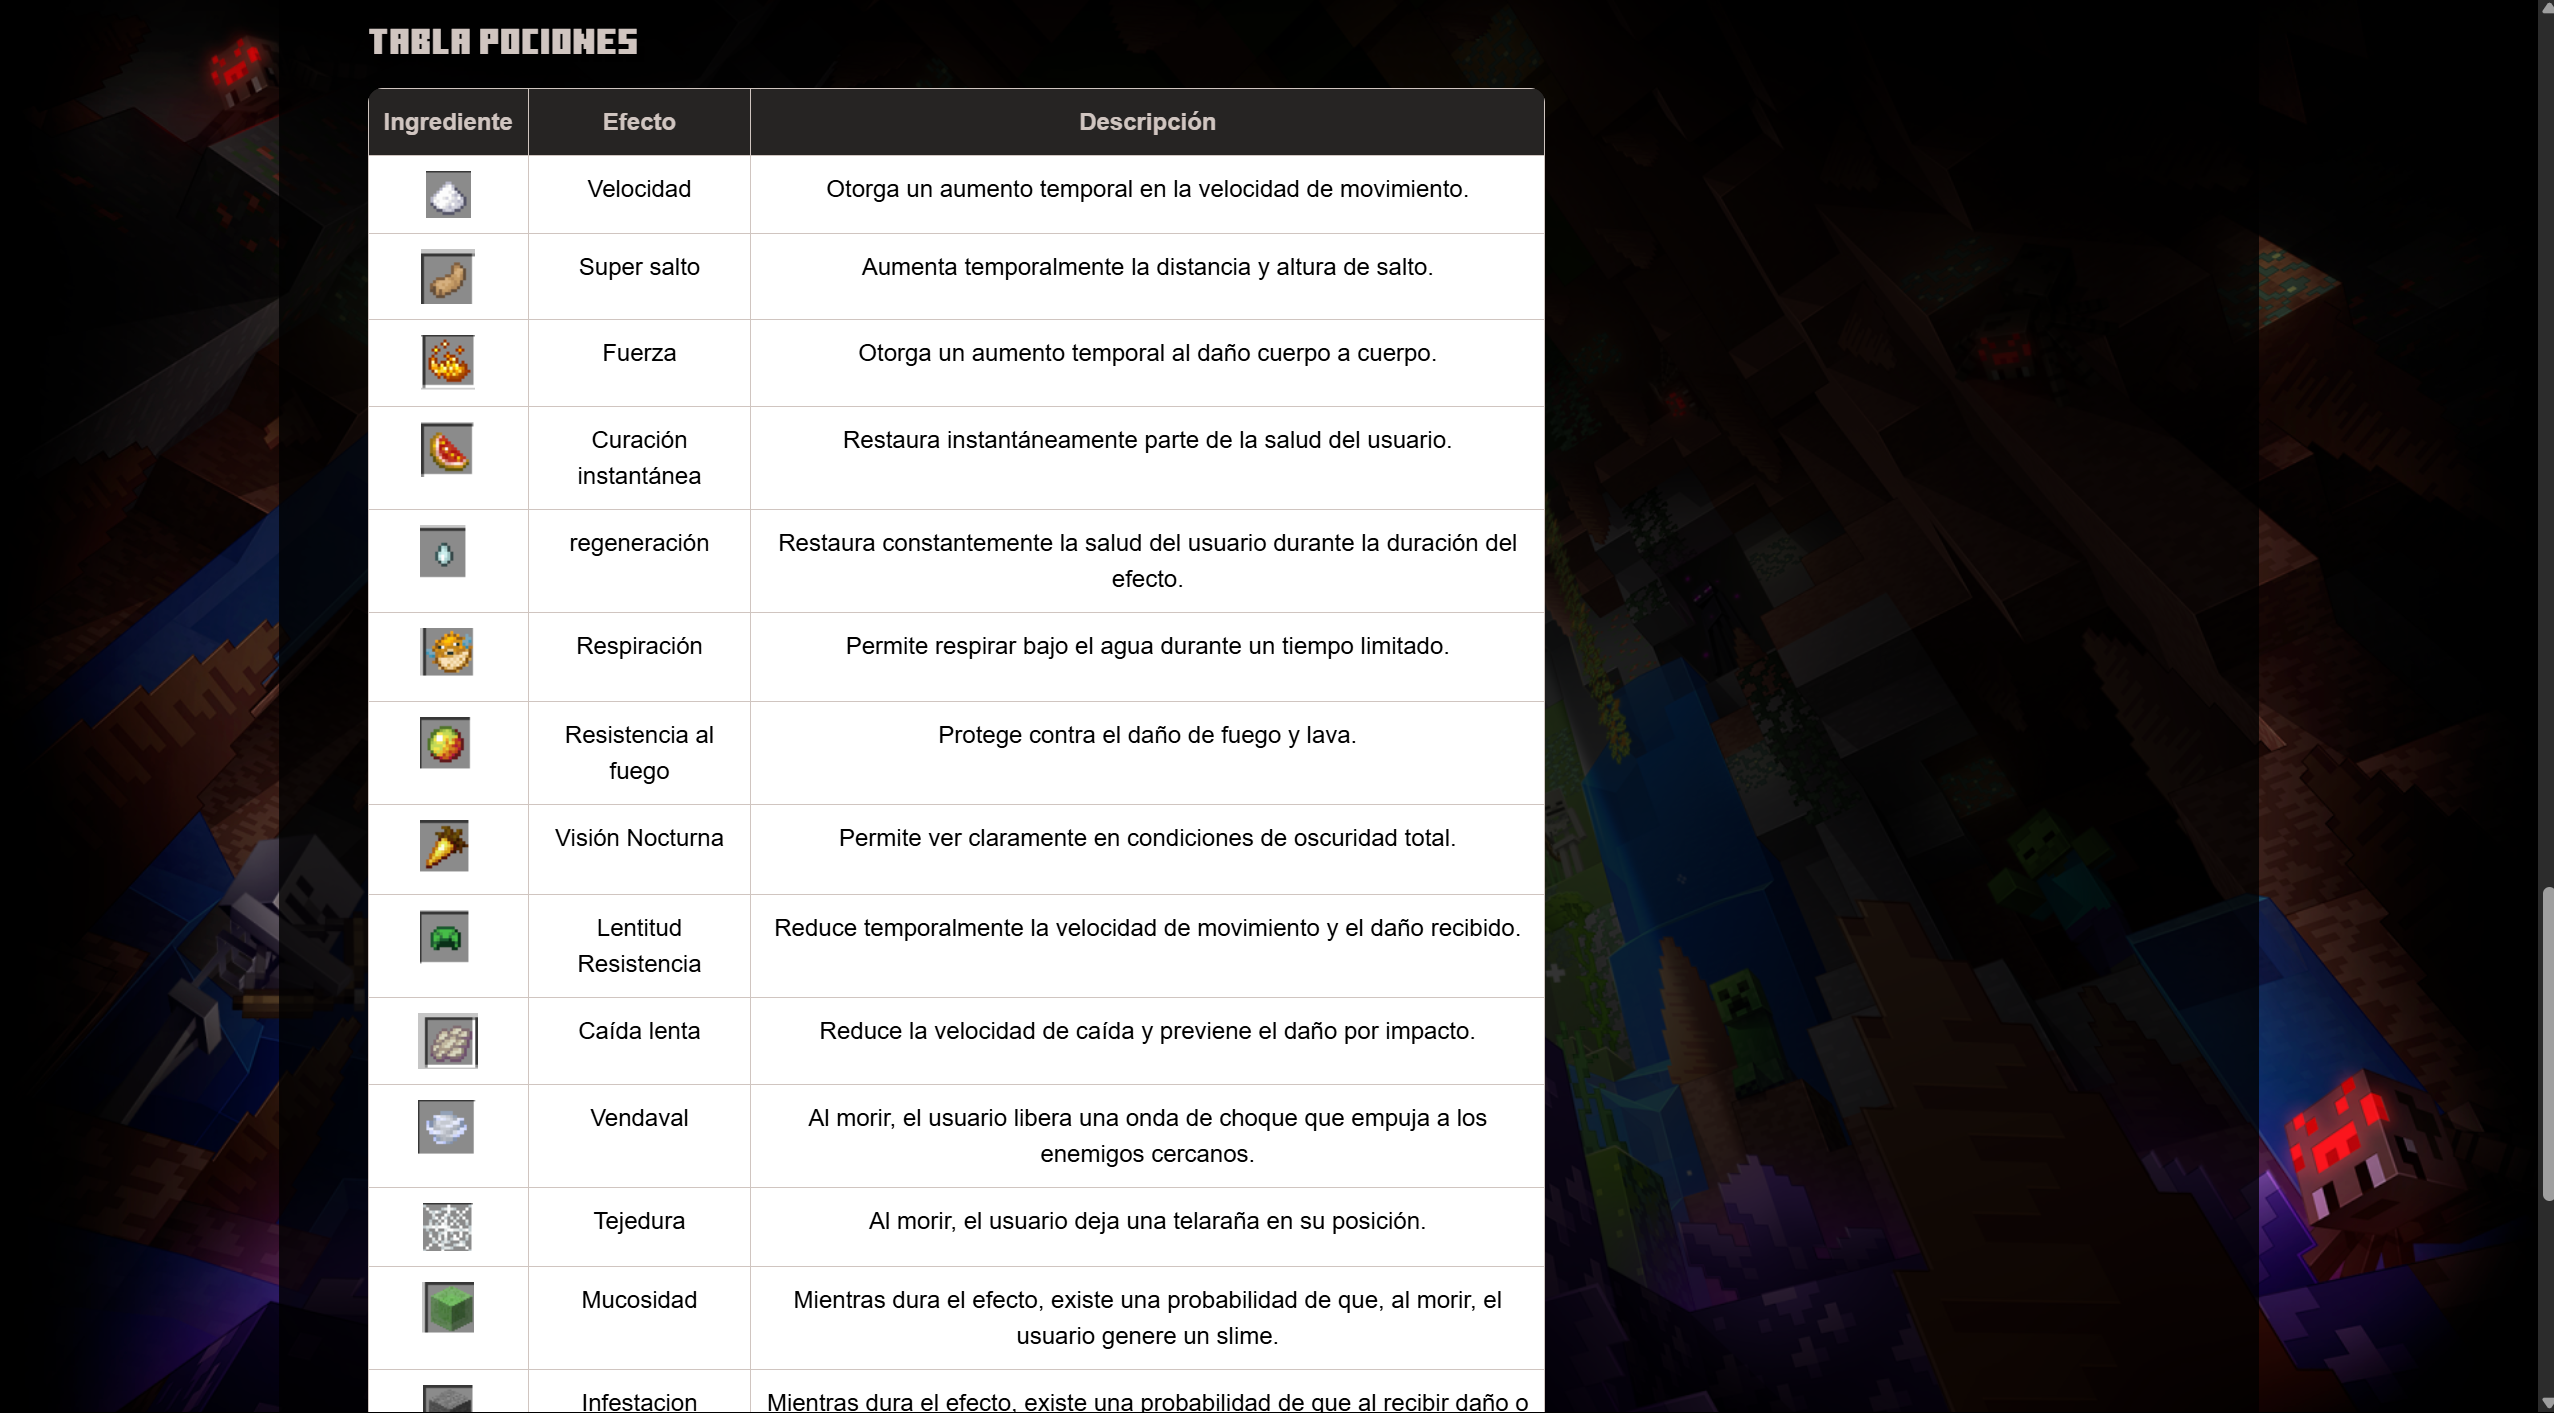 TABLA POCIONES
Ingrediente Efecto Descripción
Velocidad Otorga un aumento temporal en la velocidad de movimiento.
Super salto Aumenta temporalmente la distancia y altura de salto.
Fuerza Otorga un aumento temporal al daño cuerpo a cuerpo.
Curación Restaura instantáneamente parte de la salud del usuario.
instantánea
regeneración Restaura constantemente la salud del usuario durante la duración del
efecto.
Respiración Permite respirar bajo el agua durante un tiempo limitado.
Resistencia al Protege contra el daño de fuego y lava.
fuego
Visión Nocturna Permite ver claramente en condiciones de oscuridad total.
Lentitud Reduce temporalmente la velocidad de movimiento y el daño recibido.
Resistencia
Caída lenta Reduce la velocidad de caída y previene el daño por impacto.
Vendaval Al morir, el usuario libera una onda de choque que empuja a los
enemigos cercanos.
Tejedura Al morir, el usuario deja una telaraña en su posición.
Mucosidad Mientras dura el efecto, existe una probabilidad de que, al morir, el
usuario genere un slime.
Infestacion Mientras dura el efecto, existe una probabilidad de que al recibir daño o